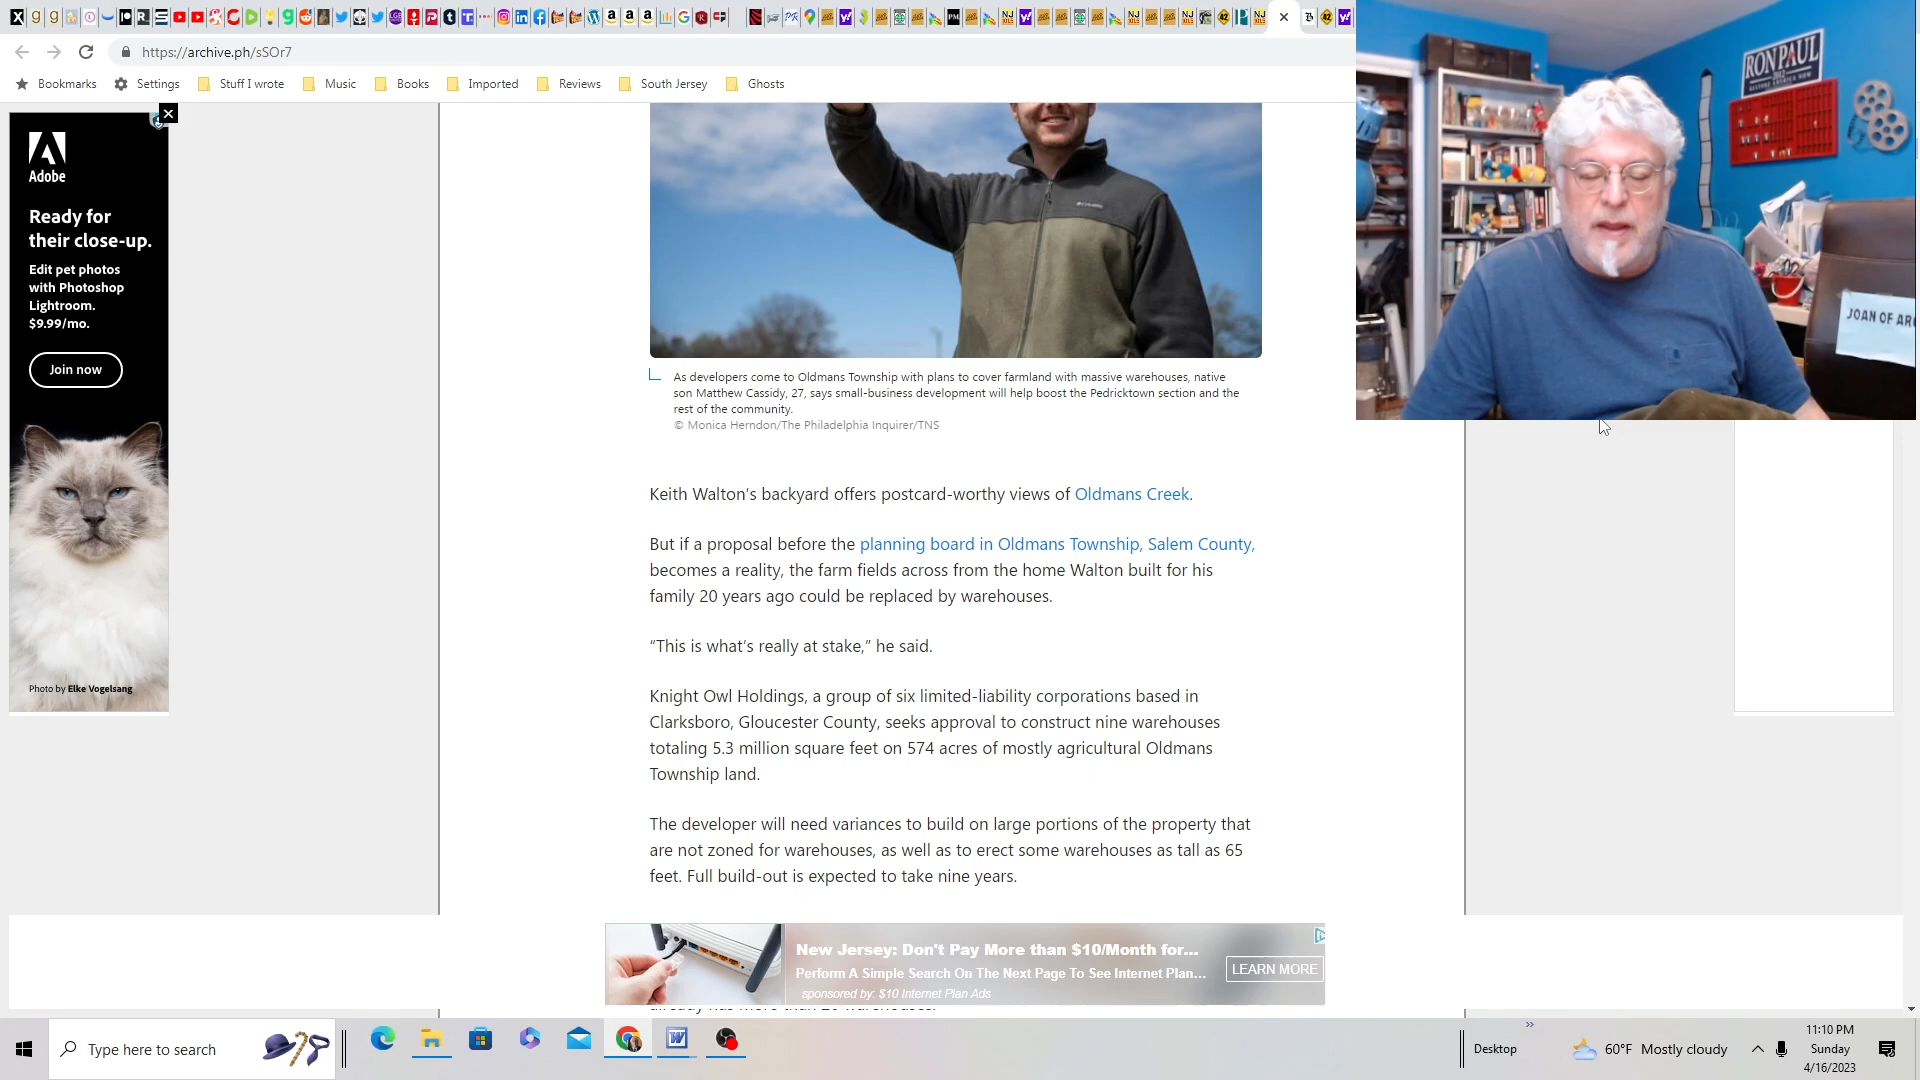 https://archive.ph/sSOr7
Bookmarks
Settings
Stuff I wrote
Music
Books
Imported
Reviews
South Jersey
Ghosts
Adobe
Ready for
their close-up.
Edit pet photos
with Photoshop
Lightroom.
$9.99/mo.
Join now
Photo by Elke Vogelsang
RON PAUL
JOAN OF AR
As developers come to Oldmans Township with plans to cover farmland with massive warehouses, native
son Matthew Cassidy, 27, says small-business development will help boost the Pedricktown section and the
rest of the community.
© Monica Herndon/The Philadelphia Inquirer/TNS
Keith Walton's backyard offers postcard-worthy views of Oldmans Creek.
But if a proposal before the planning board in Oldmans Township, Salem County,
becomes a reality, the farm fields across from the home Walton built for his
family 20 years ago could be replaced by warehouses.
“This is what's really at stake,” he said.
Knight Owl Holdings, a group of six limited-liability corporations based in
Clarksboro, Gloucester County, seeks approval to construct nine warehouses
totaling 5.3 million square feet on 574 acres of mostly agricultural Oldmans
Township land.
The developer will need variances to build on large portions of the property that
are not zoned for warehouses, as well as to erect some warehouses as tall as 65
feet. Full build-out is expected to take nine years.
New Jersey: Don't Pay More than $10/Month for...
Perform A Simple Search On The Next Page To See Internet Plan...
sponsored by: $10 Internet Plan Ads
LEARN MORE
Type here to search
Desktop
60°F Mostly cloudy
11:10 PM
Sunday
4/16/2023